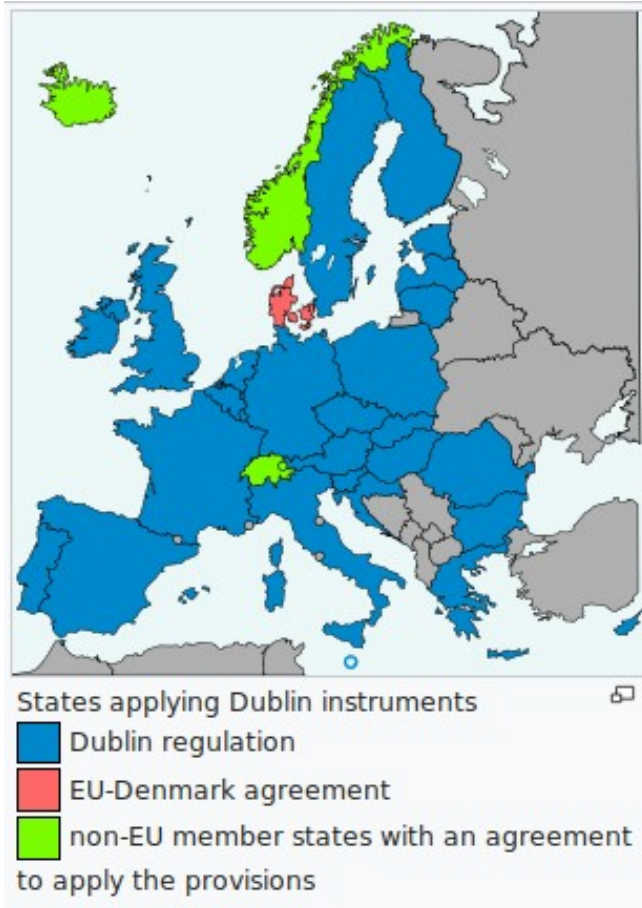 States applying Dublin instruments
Dublin regulation
EU-Denmark agreement
non-EU member states with an agreement
to apply the provisions